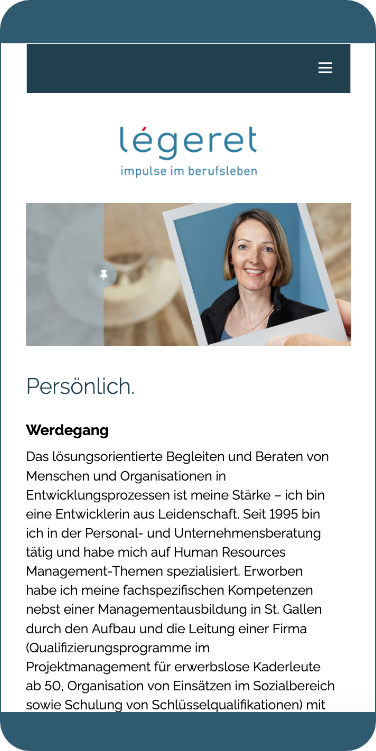 légeret
impulse im berufsleben
Persönlich.
Werdegang
Das lösungsorientierte Begleiten und Beraten von
Menschen und Organisationen in
Entwicklungsprozessen ist meine Stärke – ich bin
eine Entwicklerin aus Leidenschaft. Seit 1995 bin
ich in der Personal- und Unternehmensberatung
tätig und habe mich auf Human Resources
Management-Themen spezialisiert. Erworben
habe ich meine fachspezifischen Kompetenzen
nebst einer Managementausbildung in St. Gallen
durch den Aufbau und die Leitung einer Firma
(Qualifizierungsprogramme im
Projektmanagement für erwerbslose Kaderleute
ab 50, Organisation von Einsätzen im Sozialbereich
sowie Schulung von Schlüsselqualifikationen) mit